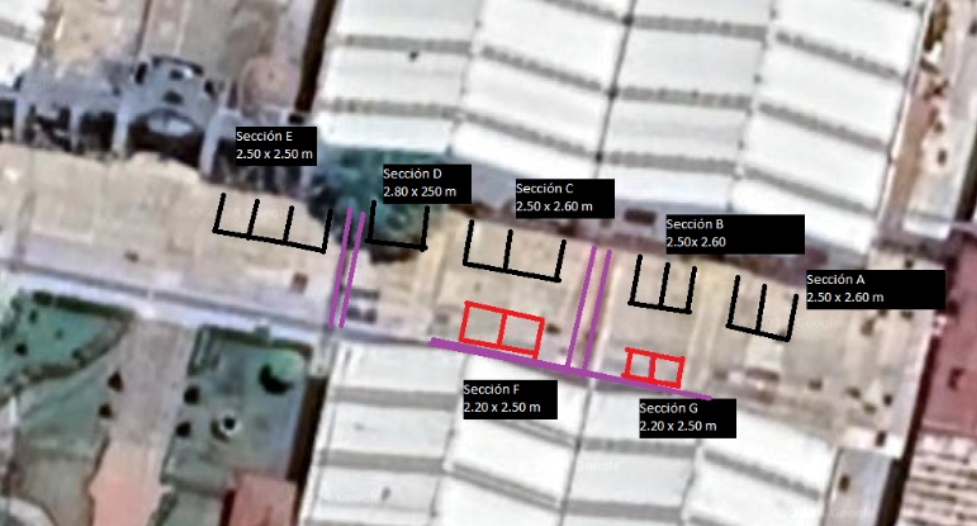 Sección E
2.50 x 2.50 m
Sección D
2.80 x 250 m
Sección C
2.50 x 2.60 m
Sección B
2.50x 2.60
Sección A
2.50 x 2.60 m
Sección F
2.20 x 2.50 m
Sección G
2.20 x 2.50 m
Google